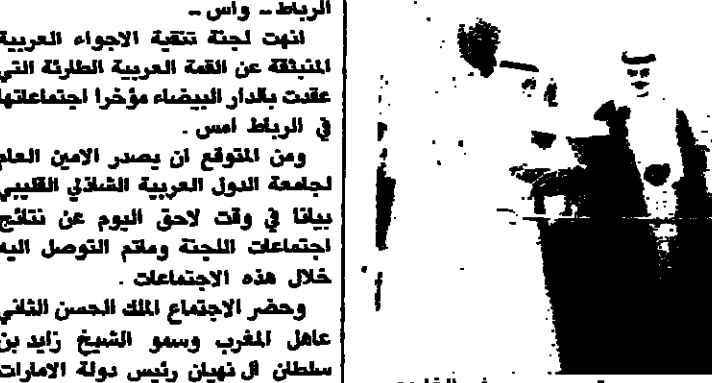 الرباط ـ واس ـ
انهت لجنة تنقية الاجواء العربية
المنبثقة عن القمة العربية الطارئة التي
عقدت بالدار البيضاء مؤخرا اجتماعاتها
في الرباط امس .
ومن المتوقع ان يصدر الامين العام
لجامعة الدول العربية الشاذلي القليبي
بيانا في وقت لاحق اليوم عن نتائج
اجتماعات اللجنة وماتم التوصل اليه
خلال هذه الاجتماعات .
وحضر الاجتماع الملك الحسن الثاني
عاهل المغرب وسمو الشيخ زايد بن
سلطان آل نهيان رئيس دولة الامارات